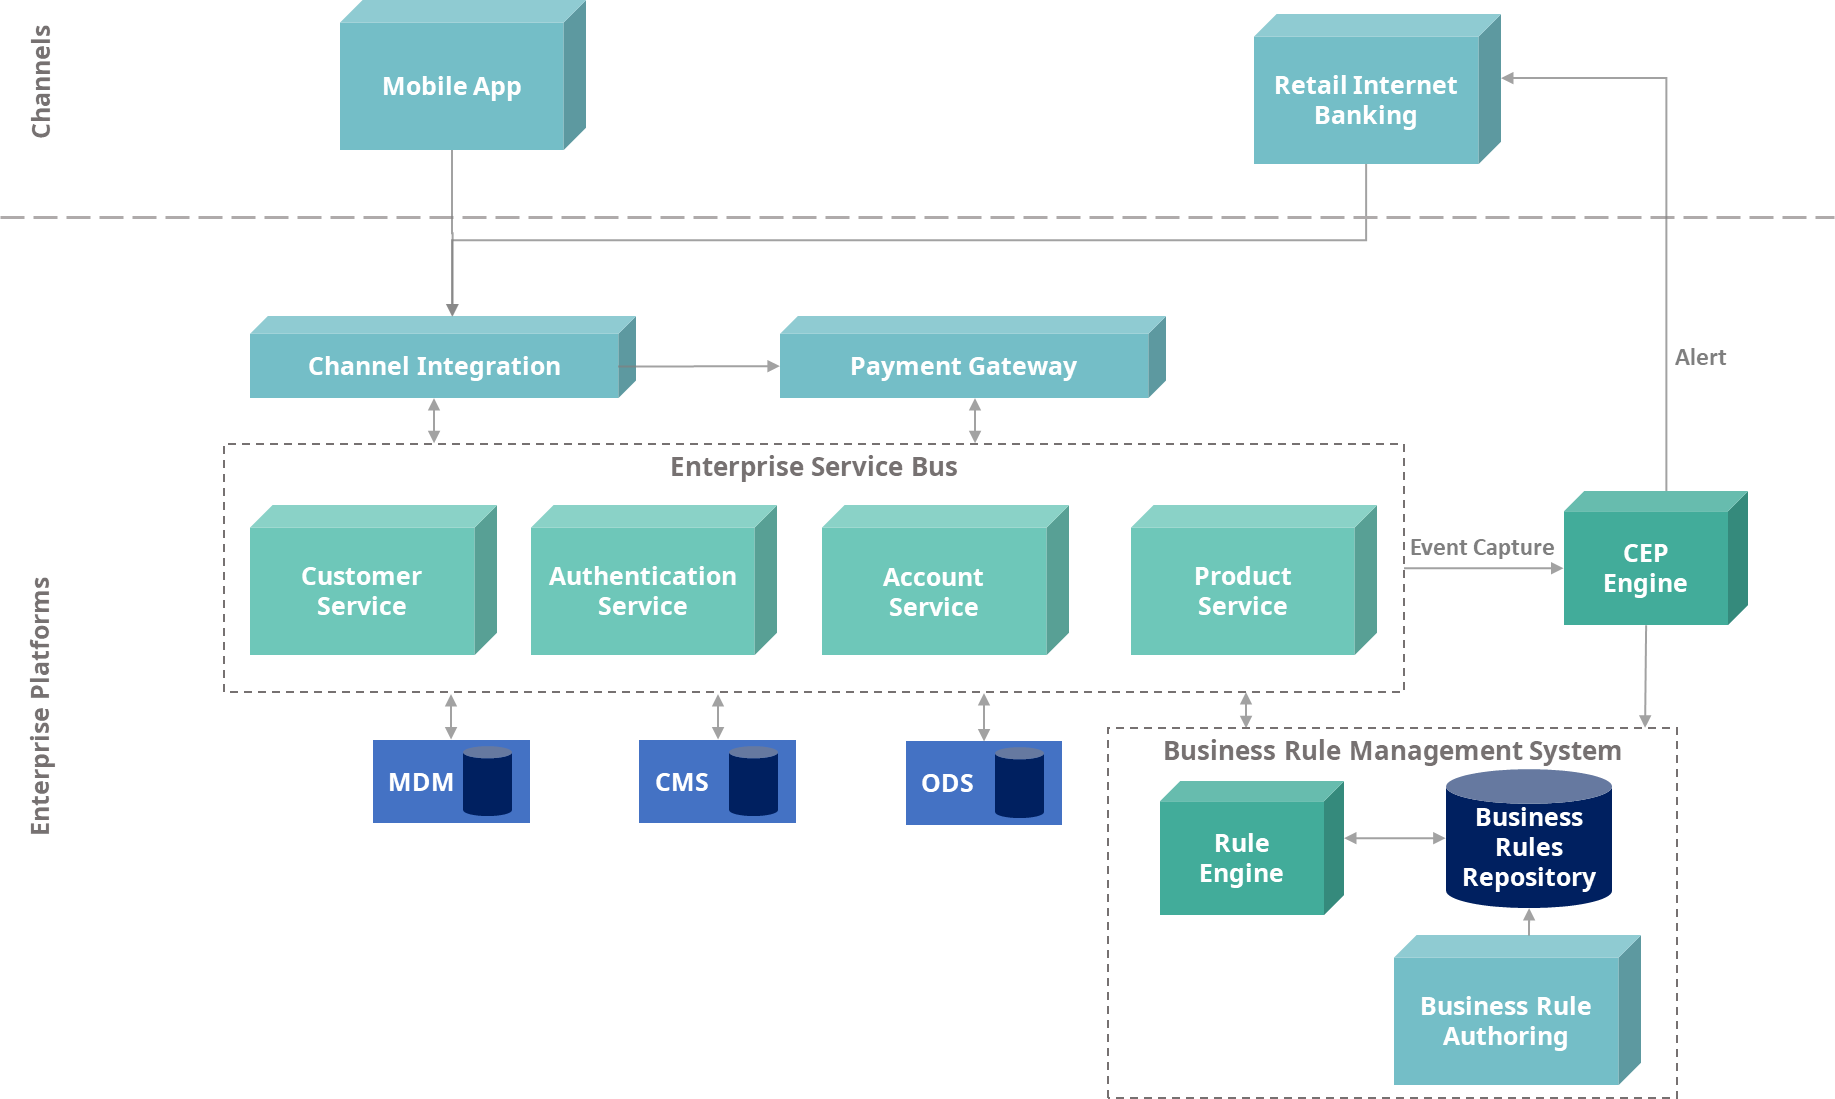 Channels
Mobile App
Retail Internet
Banking
Channel Integration
Payment Gateway
Alert
Enterprise Service Bus
Customer
Service
Authentication
Service
Account
Service
Product
Service
Event Capture
CEP
Engine
Enterprise Platforms
MDM
CMS
ODS
Business Rule Management System
Rule
Engine
Business
Rules
Repository
Business Rule
Authoring